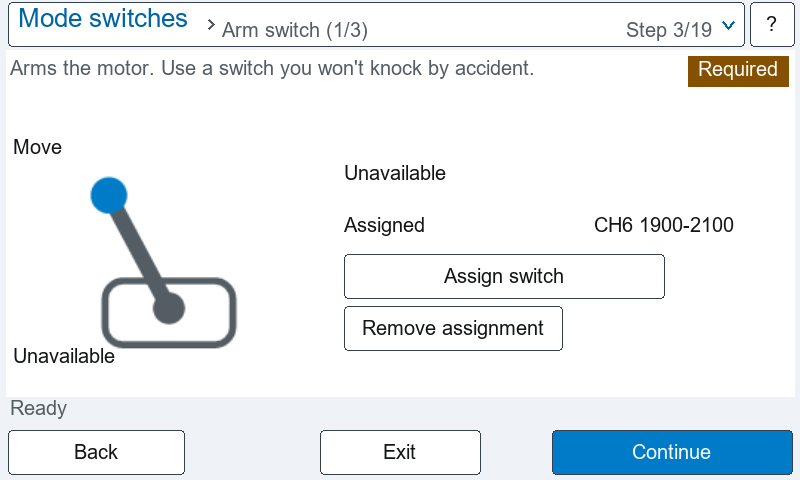 Mode switches > Arm switch (1/3) Step 3/19 ?
Arms the motor. Use a switch you won't knock by accident. Required
Move
Unavailable
Assigned CH6 1900-2100
Assign switch
Remove assignment
Unavailable
Ready
Back Exit Continue